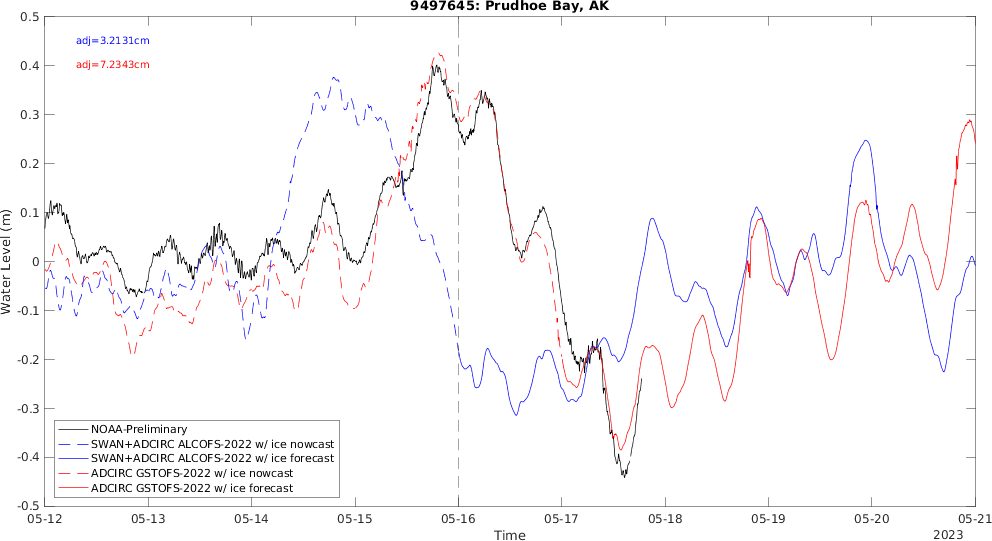 9497645: Prudhoe Bay, AK
0.5
0.4
0.3
0.2
0.1
0
-0.1
-0.2
-0.3
-0.4
-0.5
Water Level (m)
adj=3.2131cm
adj=7.2343cm
NOAA-Preliminary
SWAN+ADCIRC ALCOFS-2022 w/ ice nowcast
SWAN+ADCIRC ALCOFS-2022 w/ ice forecast
ADCIRC GSTOFS-2022 w/ ice nowcast
ADCIRC GSTOFS-2022 w/ ice forecast
05-12 05-13 05-14 05-15 05-16 05-17 05-18 05-19 05-20 05-21
Time
2023